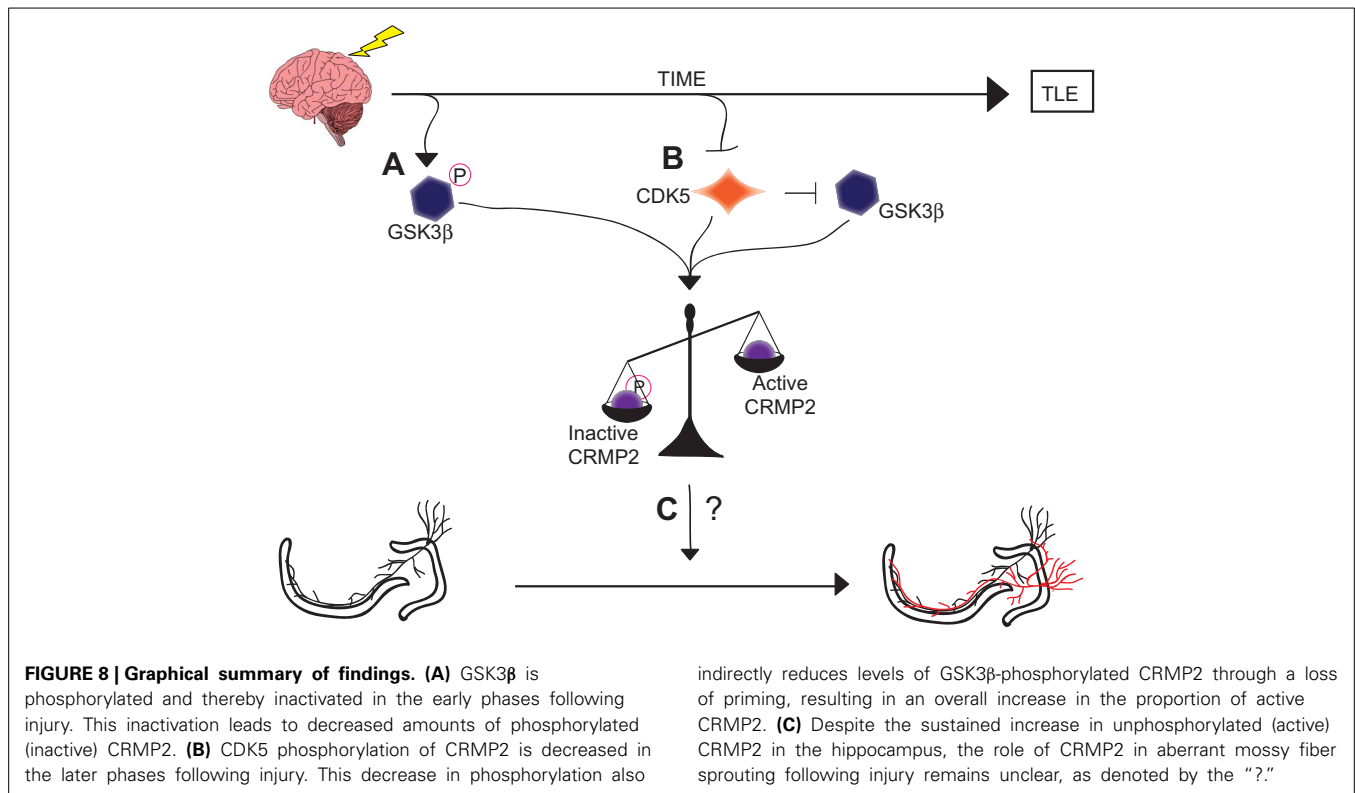 TIME
TLE
A
P
GSK3β
B
CDK5
GSK3β
P
Inactive
CRMP2
Active
CRMP2
C
?
FIGURE 8 | Graphical summary of findings. (A) GSK3β is
phosphorylated and thereby inactivated in the early phases following
injury. This inactivation leads to decreased amounts of phosphorylated
(inactive) CRMP2. (B) CDK5 phosphorylation of CRMP2 is decreased in
the later phases following injury. This decrease in phosphorylation also
indirectly reduces levels of GSK3β-phosphorylated CRMP2 through a loss
of priming, resulting in an overall increase in the proportion of active
CRMP2. (C) Despite the sustained increase in unphosphorylated (active)
CRMP2 in the hippocampus, the role of CRMP2 in aberrant mossy fiber
sprouting following injury remains unclear, as denoted by the “?.”